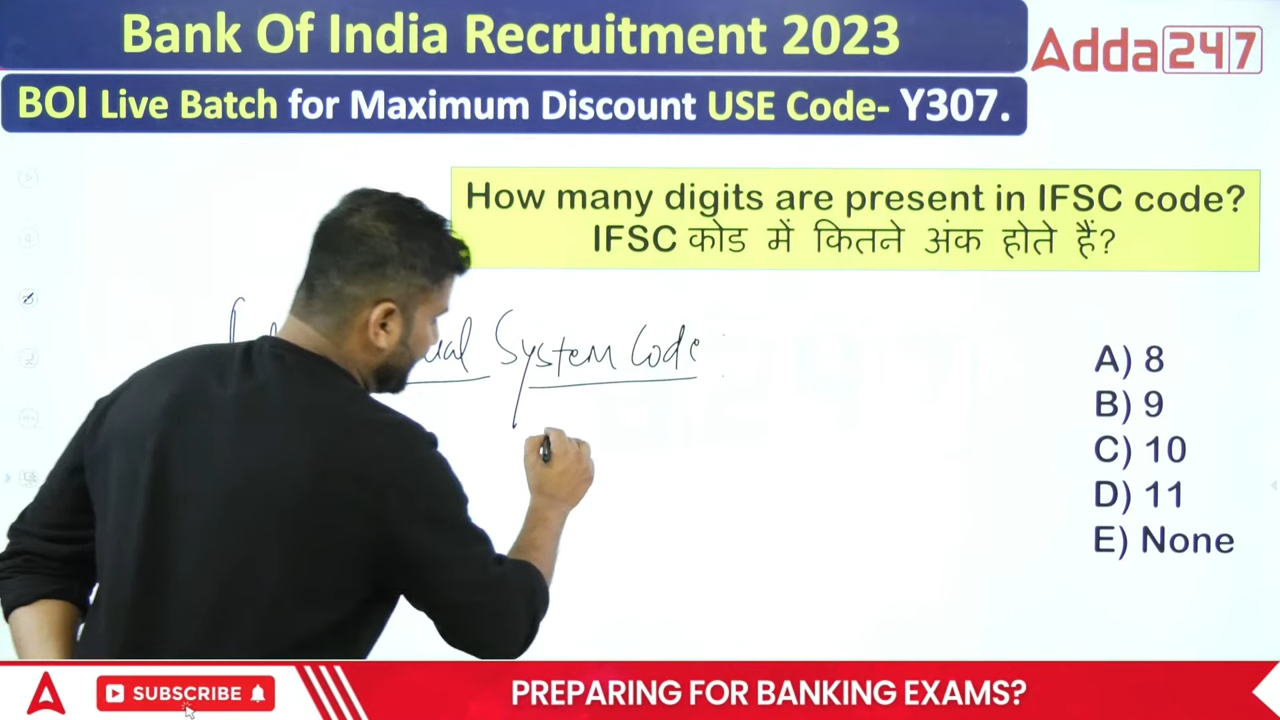 Bank Of India Recruitment 2023
Adda247
BOI Live Batch for Maximum Discount USE Code- Y307.
How many digits are present in IFSC code?
IFSC कोड में कितने अंक होते हैं?
System Code
A) 8
B) 9
C) 10
D) 11
E) None
SUBSCRIBE
PREPARING FOR BANKING EXAMS?